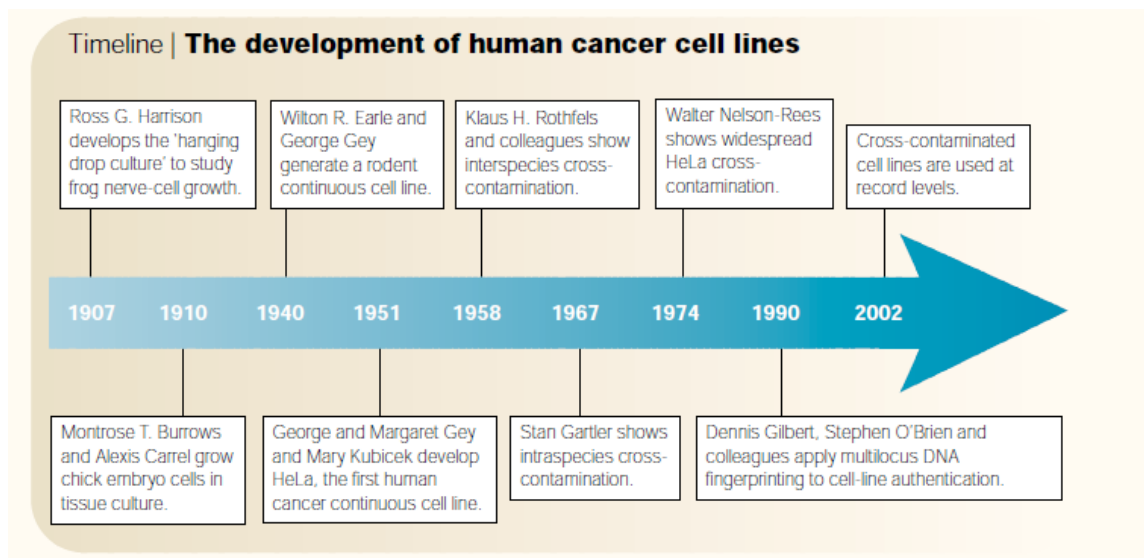 Timeline | The development of human cancer cell lines
Ross G. Harrison
develops the 'hanging
drop culture' to study
frog nerve-cell growth.
Wilton R. Earle and
George Gey
generate a rodent
continuous cell line.
Klaus H. Rothfels
and colleagues show
interspecies cross-
contamination.
Walter Nelson-Rees
shows widespread
HeLa cross-
contamination.
Cross-contaminated
cell lines are used at
record levels.
1907 1910 1940 1951 1958 1967 1974 1990 2002
Montrose T. Burrows
and Alexis Carrel grow
chick embryo cells in
tissue culture.
George and Margaret Gey
and Mary Kubicek develop
HeLa, the first human
cancer continuous cell line.
Stan Gartler shows
intraspecies cross-
contamination.
Dennis Gilbert, Stephen O'Brien and
colleagues apply multilocus DNA
fingerprinting to cell-line authentication.